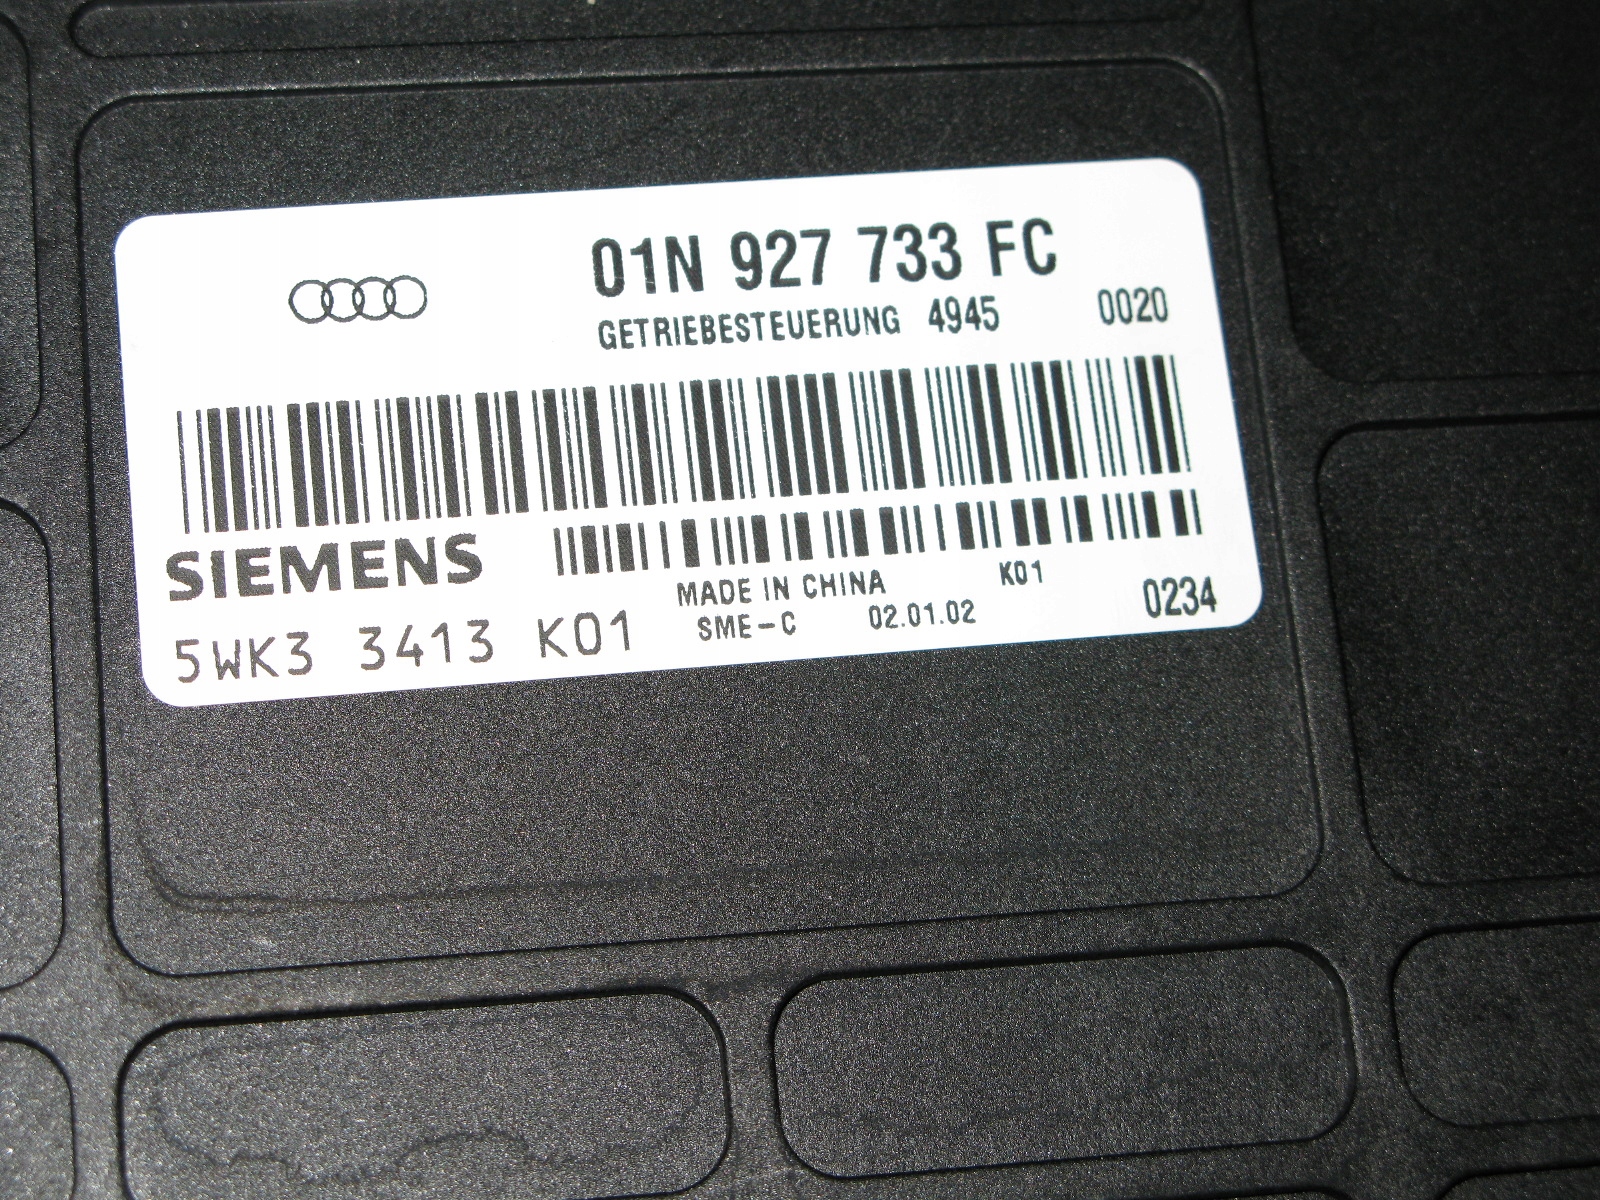 01N 927 733 FC
GETRIEBESTEUERUNG 4945 0020
SIEMENS
MADE IN CHINA K01
5WK3 3413 K01 SME-C 02.01.02 0234